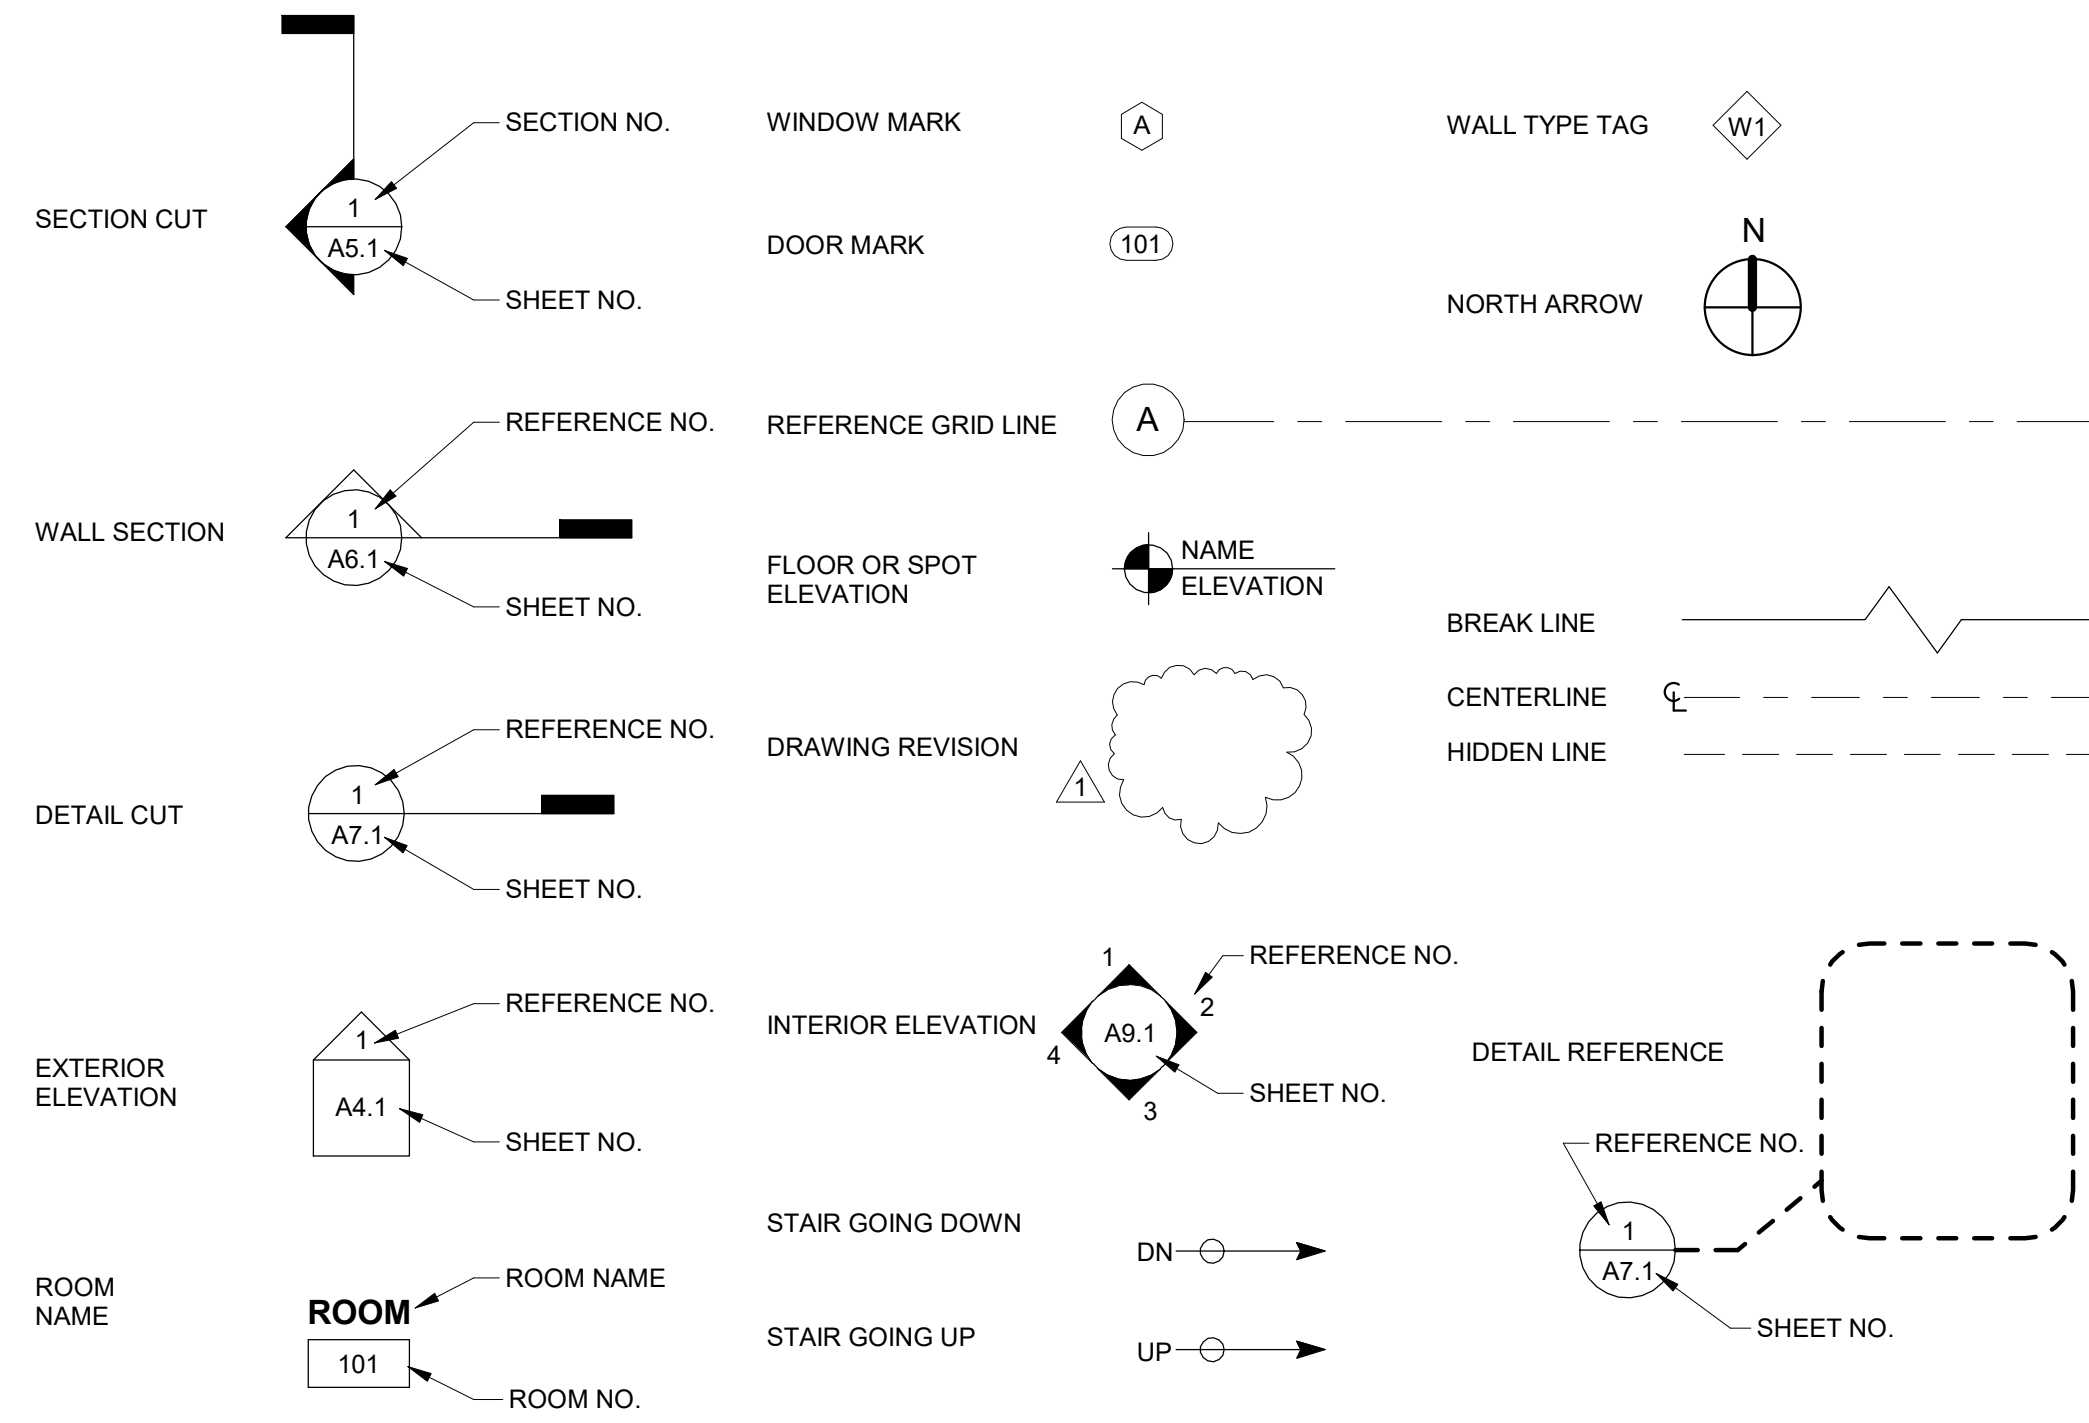 SECTION CUT
1
A5.1
SECTION NO.
SHEET NO.
WALL SECTION
1
A6.1
REFERENCE NO.
SHEET NO.
DETAIL CUT
1
A7.1
REFERENCE NO.
SHEET NO.
EXTERIOR
ELEVATION
1
A4.1
REFERENCE NO.
SHEET NO.
ROOM
NAME
ROOM
101
ROOM NAME
ROOM NO.
WINDOW MARK
A
DOOR MARK
101
REFERENCE GRID LINE
A
FLOOR OR SPOT
ELEVATION
NAME
ELEVATION
DRAWING REVISION
1
INTERIOR ELEVATION
1
2
3
4
A9.1
REFERENCE NO.
SHEET NO.
STAIR GOING DOWN
DN
STAIR GOING UP
UP
WALL TYPE TAG
W1
NORTH ARROW
N
BREAK LINE
CENTERLINE
℄
HIDDEN LINE
DETAIL REFERENCE
REFERENCE NO.
1
A7.1
SHEET NO.